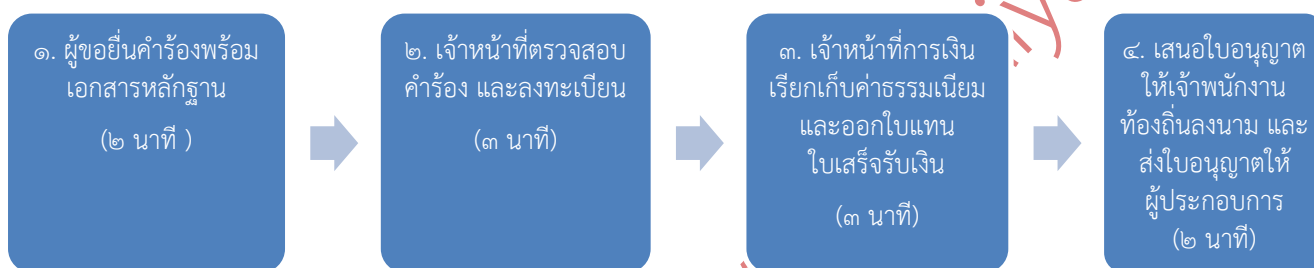 ๑. ผู้ขอยื่นคำร้องพร้อม
เอกสารหลักฐาน
(๒ นาที )
๒. เจ้าหน้าที่ตรวจสอบ
คำร้อง และลงทะเบียน
(๓ นาที)
๓. เจ้าหน้าที่การเงิน
เรียกเก็บค่าธรรมเนียม
และออกใบแทน
ใบเสร็จรับเงิน
(๓ นาที)
๔. เสนอใบอนุญาต
ให้เจ้าพนักงาน
ท้องถิ่นลงนาม และ
ส่งใบอนุญาตให้
ผู้ประกอบการ
(๒ นาที)